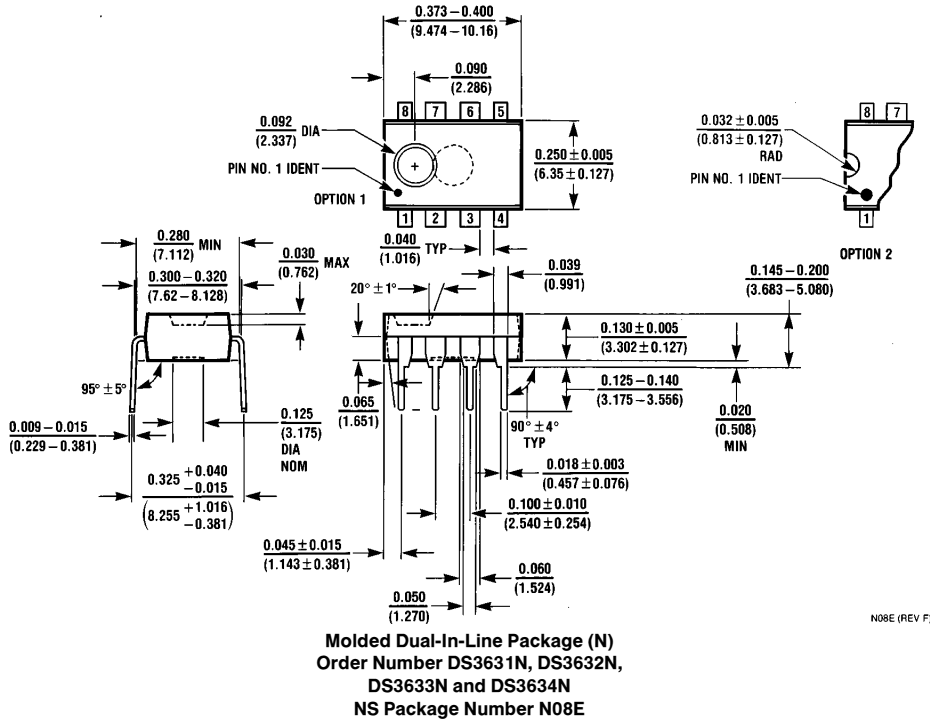 0.373–0.400
(9.474–10.16)
0.090
(2.286)
8 7 6 5
0.092 DIA
(2.337)
PIN NO. 1 IDENT
OPTION 1
0.250 ± 0.005
(6.35 ± 0.127)
1 2 3 4
8 7
0.032 ± 0.005
(0.813 ± 0.127)
RAD
PIN NO. 1 IDENT
1
OPTION 2
0.280 MIN
(7.112)
0.300 – 0.320
(7.62 – 8.128)
0.030 MAX
(0.762)
0.040 TYP
(1.016)
20° ± 1°
0.039
(0.991)
0.145 – 0.200
(3.683 – 5.080)
0.130 ± 0.005
(3.302 ± 0.127)
0.125 – 0.140
(3.175 – 3.556)
0.020
(0.508)
MIN
95° ± 5°
0.009 – 0.015
(0.229 – 0.381)
0.125
(3.175)
DIA
NOM
0.065
(1.651)
90° ± 4°
TYP
0.325 +0.040
−0.015
(8.255 +1.016
−0.381)
0.018 ± 0.003
(0.457 ± 0.076)
0.100 ± 0.010
(2.540 ± 0.254)
0.045 ± 0.015
(1.143 ± 0.381)
0.060
(1.524)
0.050
(1.270)
N08E (REV F)
Molded Dual-In-Line Package (N)
Order Number DS3631N, DS3632N,
DS3633N and DS3634N
NS Package Number N08E